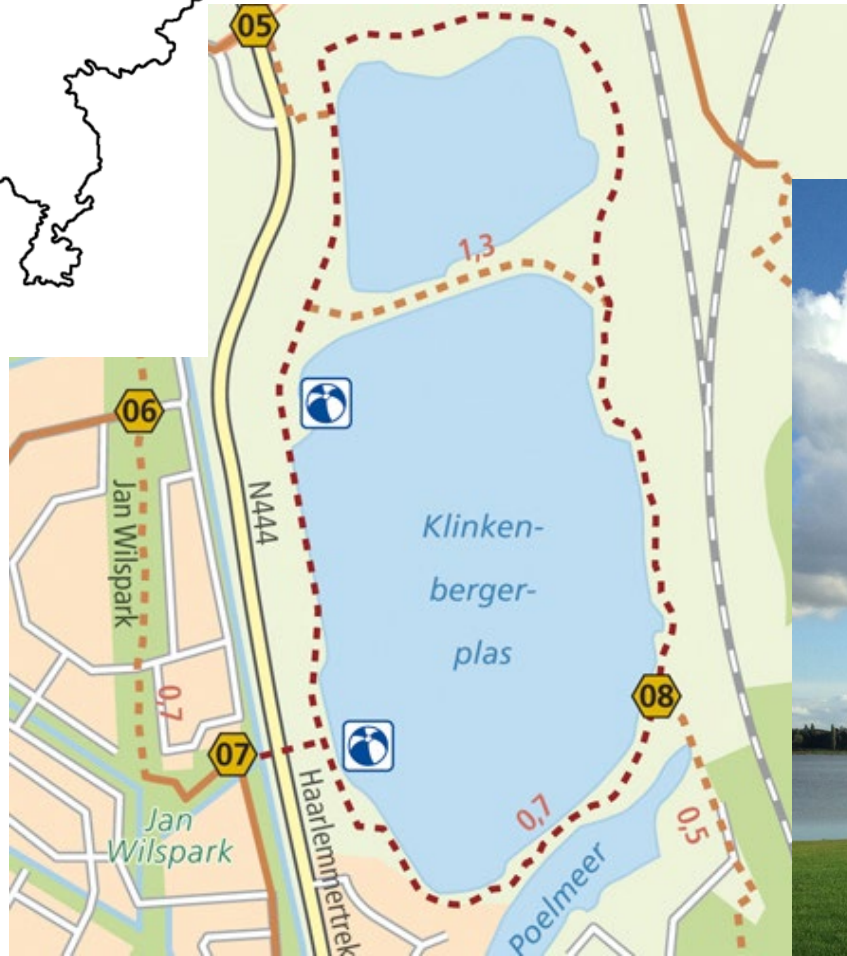 05
1,3
06
Jan Wilspark
N444
Klinken-
berger-
plas
0,7
08
07
Haarlemmertrek
Jan
Wilspark
0,7
0,5
Poelmeer